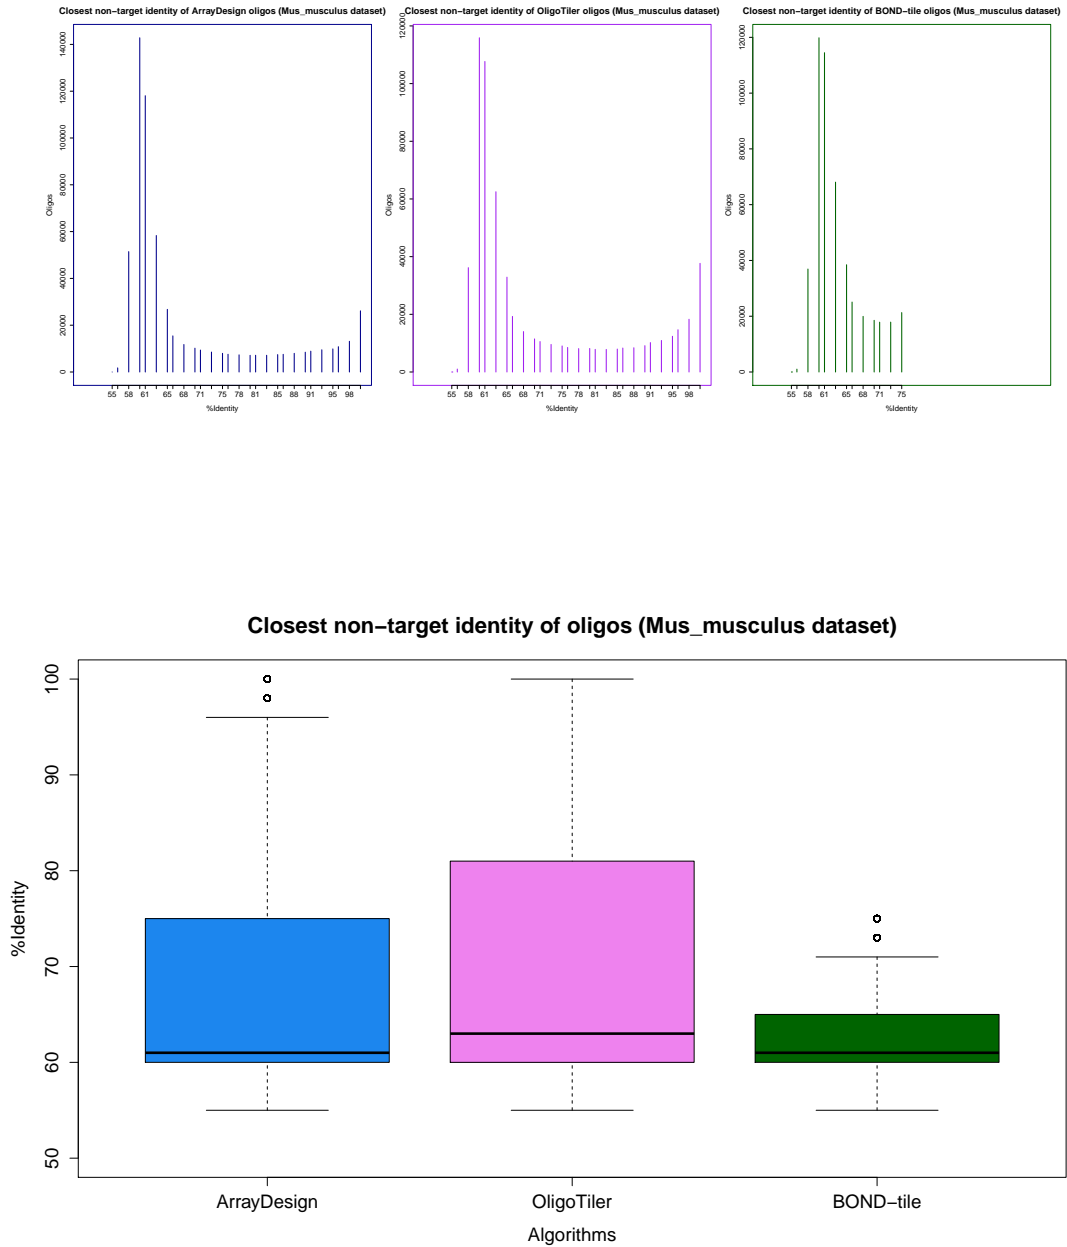 Closest non−target identity of ArrayDesign oligos (Mus_musculus dataset)
Oligos
140000
120000
100000
80000
60000
40000
20000
0
55 58 61 65 68 71 75 78 81 85 88 91 95 98
%Identity
Closest non−target identity of OligoTiler oligos (Mus_musculus dataset)
Oligos
120000
100000
80000
60000
40000
20000
0
55 58 61 65 68 71 75 78 81 85 88 91 95 98
%Identity
Closest non−target identity of BOND−tile oligos (Mus_musculus dataset)
Oligos
120000
100000
80000
60000
40000
20000
0
55 58 61 65 68 71 75
%Identity
Closest non−target identity of oligos (Mus_musculus dataset)
%Identity
100
90
80
70
60
50
ArrayDesign OligoTiler BOND−tile
Algorithms